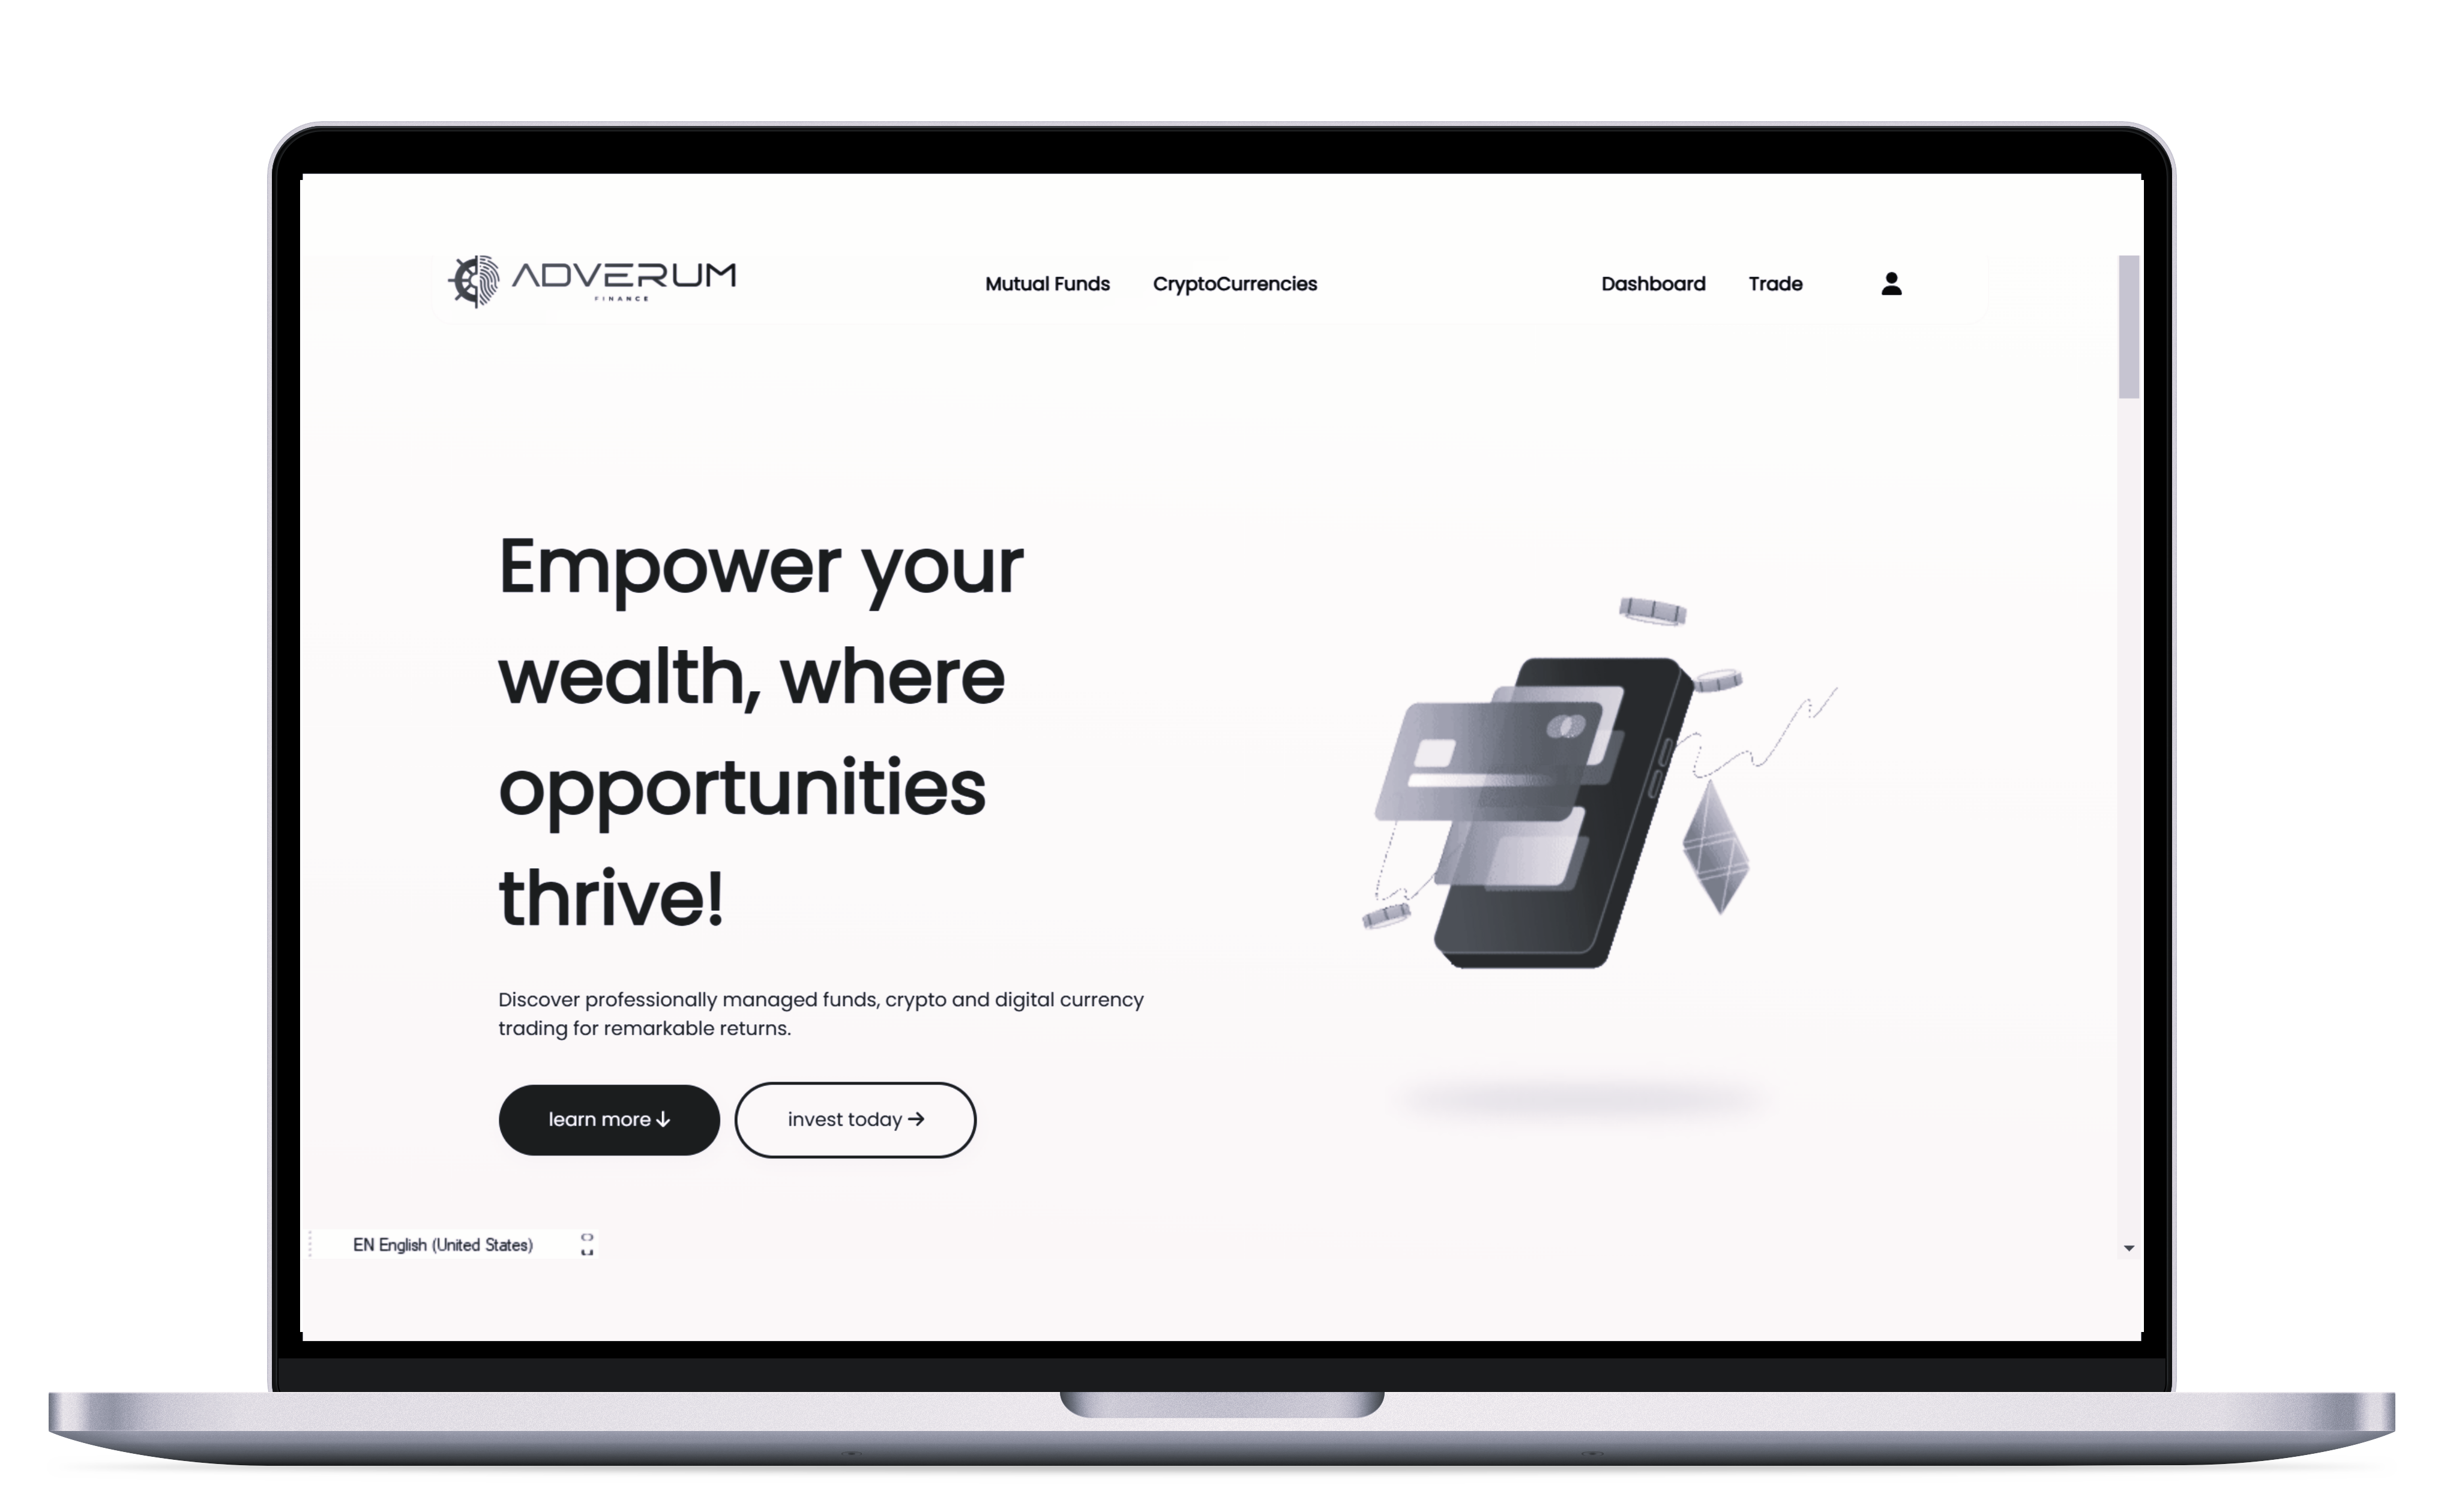 ADVERUM
FINANCE
Mutual Funds
CryptoCurrencies
Dashboard
Trade
Empower your
wealth, where
opportunities
thrive!
Discover professionally managed funds, crypto and digital currency
trading for remarkable returns.
learn more ↓
invest today →
EN English (United States)